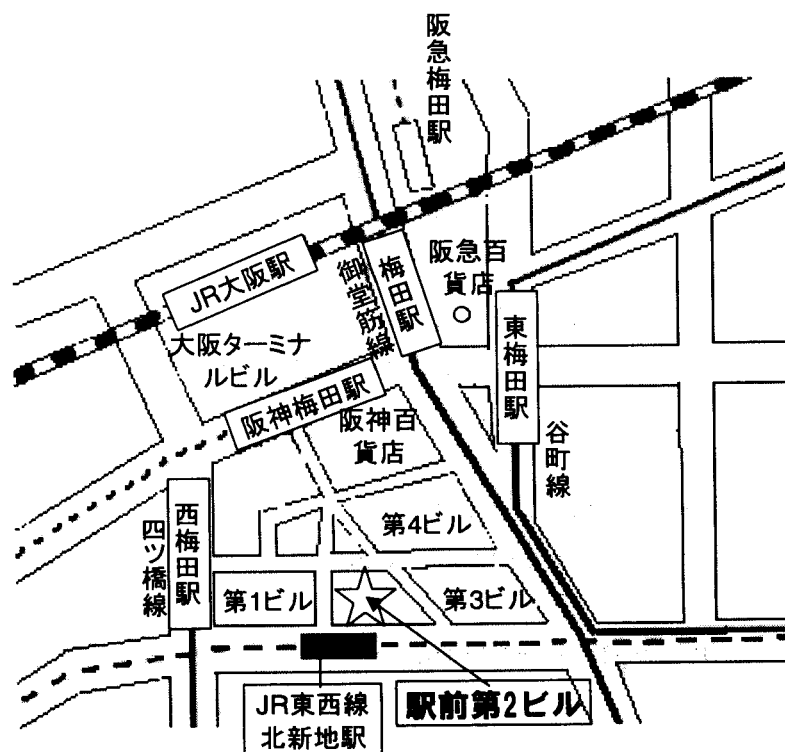 阪急梅田駅
JR大阪駅
御堂筋線
梅田駅
阪急百
貨店
大阪ターミナ
ルビル
東梅田駅
阪神梅田駅
阪神百
貨店
谷町線
四ツ橋線
西梅田駅
第4ビル
第1ビル
第3ビル
JR東西線
北新地駅
駅前第2ビル